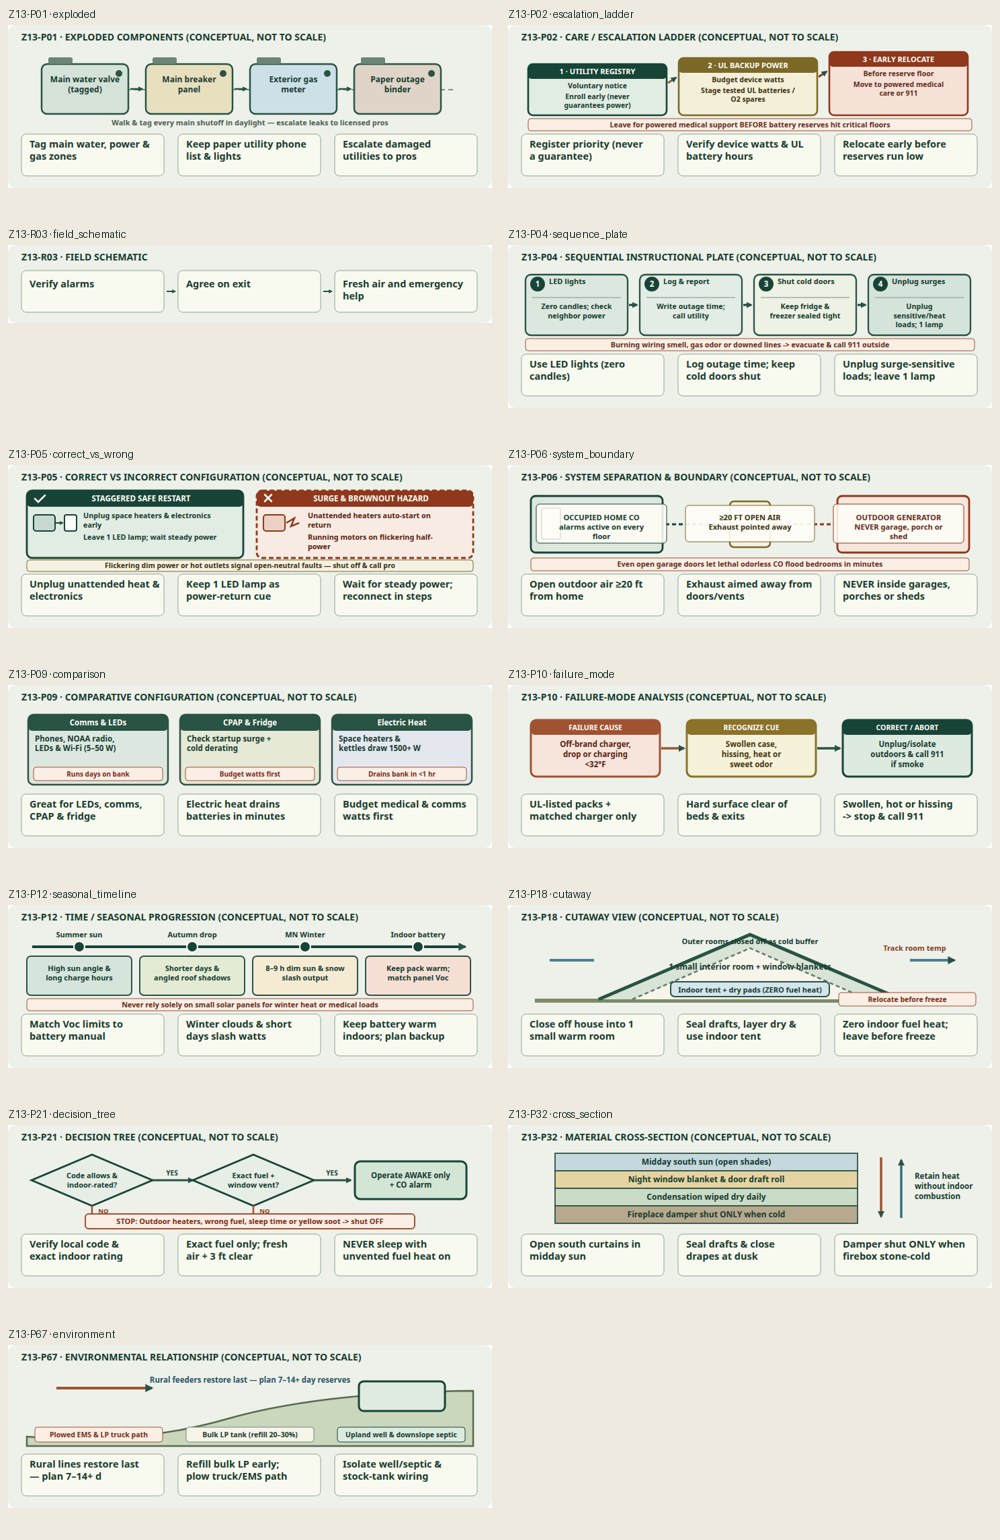 Z13-P01 · exploded
Z13-P01 · EXPLODED COMPONENTS (CONCEPTUAL, NOT TO SCALE)
Main water valve
(tagged)
Main breaker
panel
Exterior gas
meter
Paper outage
binder
Walk & tag every main shutoff in daylight — escalate leaks to licensed pros
Tag main water, power &
gas zones
Keep paper utility phone
list & lights
Escalate damaged
utilities to pros
Z13-P02 · escalation_ladder
Z13-P02 · CARE / ESCALATION LADDER (CONCEPTUAL, NOT TO SCALE)
1 · UTILITY REGISTRY
Voluntary notice
Enroll early (never
guarantees power)
2 · UL BACKUP POWER
Budget device watts
Stage tested UL batteries /
O2 spares
3 · EARLY RELOCATE
Before reserve floor
Move to powered medical
care or 911
Leave for powered medical support BEFORE battery reserves hit critical floors
Register priority (never
a guarantee)
Verify device watts & UL
battery hours
Relocate early before
reserves run low
Z13-R03 · field_schematic
Z13-R03 · FIELD SCHEMATIC
Verify alarms
Agree on exit
Fresh air and emergency
help
Z13-P04 · sequence_plate
Z13-P04 · SEQUENTIAL INSTRUCTIONAL PLATE (CONCEPTUAL, NOT TO SCALE)
1 LED lights
Zero candles; check
neighbor power
2 Log & report
Write outage time;
call utility
3 Shut cold doors
Keep fridge &
freezer sealed tight
4 Unplug surges
Unplug
sensitive/heat
loads; 1 lamp
Burning wiring smell, gas odor or downed lines -> evacuate & call 911 outside
Use LED lights (zero
candles)
Log outage time; keep
cold doors shut
Unplug surge-sensitive
loads; leave 1 lamp
Z13-P05 · correct_vs_wrong
Z13-P05 · CORRECT VS INCORRECT CONFIGURATION (CONCEPTUAL, NOT TO SCALE)
STAGGERED SAFE RESTART
Unplug space heaters & electronics
early
Leave 1 LED lamp; wait steady power
SURGE & BROWNOUT HAZARD
Unattended heaters auto-start on
return
Running motors on flickering half-
power
Flickering dim power or hot outlets signal open-neutral faults — shut off & call pro
Unplug unattended heat &
electronics
Keep 1 LED lamp as
power-return cue
Wait for steady power;
reconnect in steps
Z13-P06 · system_boundary
Z13-P06 · SYSTEM SEPARATION & BOUNDARY (CONCEPTUAL, NOT TO SCALE)
OCCUPIED HOME CO
alarms active on every
floor
≥20 FT OPEN AIR
Exhaust pointed away
OUTDOOR GENERATOR
NEVER garage, porch or
shed
Even open garage doors let lethal odorless CO flood bedrooms in minutes
Open outdoor air ≥20 ft
from home
Exhaust aimed away from
doors/vents
NEVER inside garages,
porches or sheds
Z13-P09 · comparison
Z13-P09 · COMPARATIVE CONFIGURATION (CONCEPTUAL, NOT TO SCALE)
Comms & LEDs
Phones, NOAA radio,
LEDs & Wi-Fi (5–50 W)
Runs days on bank
CPAP & Fridge
Check startup surge +
cold derating
Budget watts first
Electric Heat
Space heaters &
kettles draw 1500+ W
Drains bank in <1 hr
Great for LEDs, comms,
CPAP & fridge
Electric heat drains
batteries in minutes
Budget medical & comms
watts first
Z13-P10 · failure_mode
Z13-P10 · FAILURE-MODE ANALYSIS (CONCEPTUAL, NOT TO SCALE)
FAILURE CAUSE
Off-brand charger,
drop or charging
<32°F
RECOGNIZE CUE
Swollen case,
hissing, heat or
sweet odor
CORRECT / ABORT
Unplug/isolate
outdoors & call 911
if smoke
UL-listed packs +
matched charger only
Hard surface clear of
beds & exits
Swollen, hot or hissing
-> stop & call 911
Z13-P12 · seasonal_timeline
Z13-P12 · TIME / SEASONAL PROGRESSION (CONCEPTUAL, NOT TO SCALE)
Summer sun
Autumn drop
MN Winter
Indoor battery
High sun angle &
long charge hours
Shorter days &
angled roof shadows
8–9 h dim sun & snow
slash output
Keep pack warm;
match panel Voc
Never rely solely on small solar panels for winter heat or medical loads
Match Voc limits to
battery manual
Winter clouds & short
days slash watts
Keep battery warm
indoors; plan backup
Z13-P18 · cutaway
Z13-P18 · CUTAWAY VIEW (CONCEPTUAL, NOT TO SCALE)
Outer rooms closed off as cold buffer
1 small interior room + window blankets
Indoor tent + dry pads (ZERO fuel heat)
Track room temp
Relocate before freeze
Close off house into 1
small warm room
Seal drafts, layer dry &
use indoor tent
Zero indoor fuel heat;
leave before freeze
Z13-P21 · decision_tree
Z13-P21 · DECISION TREE (CONCEPTUAL, NOT TO SCALE)
Code allows &
indoor-rated?
YES
Exact fuel +
window vent?
YES
Operate AWAKE only
+ CO alarm
NO
NO
STOP: Outdoor heaters, wrong fuel, sleep time or yellow soot -> shut OFF
Verify local code &
exact indoor rating
Exact fuel only; fresh
air + 3 ft clear
NEVER sleep with
unvented fuel heat on
Z13-P32 · cross_section
Z13-P32 · MATERIAL CROSS-SECTION (CONCEPTUAL, NOT TO SCALE)
Midday south sun (open shades)
Night window blanket & door draft roll
Condensation wiped dry daily
Fireplace damper shut ONLY when cold
Retain heat
without indoor
combustion
Open south curtains in
midday sun
Seal drafts & close
drapes at dusk
Damper shut ONLY when
firebox stone-cold
Z13-P67 · environment
Z13-P67 · ENVIRONMENTAL RELATIONSHIP (CONCEPTUAL, NOT TO SCALE)
Rural feeders restore last — plan 7–14+ day reserves
Plowed EMS & LP truck path
Bulk LP tank (refill 20–30%)
Upland well & downslope septic
Rural lines restore last
— plan 7–14+ d
Refill bulk LP early;
plow truck/EMS path
Isolate well/septic &
stock-tank wiring